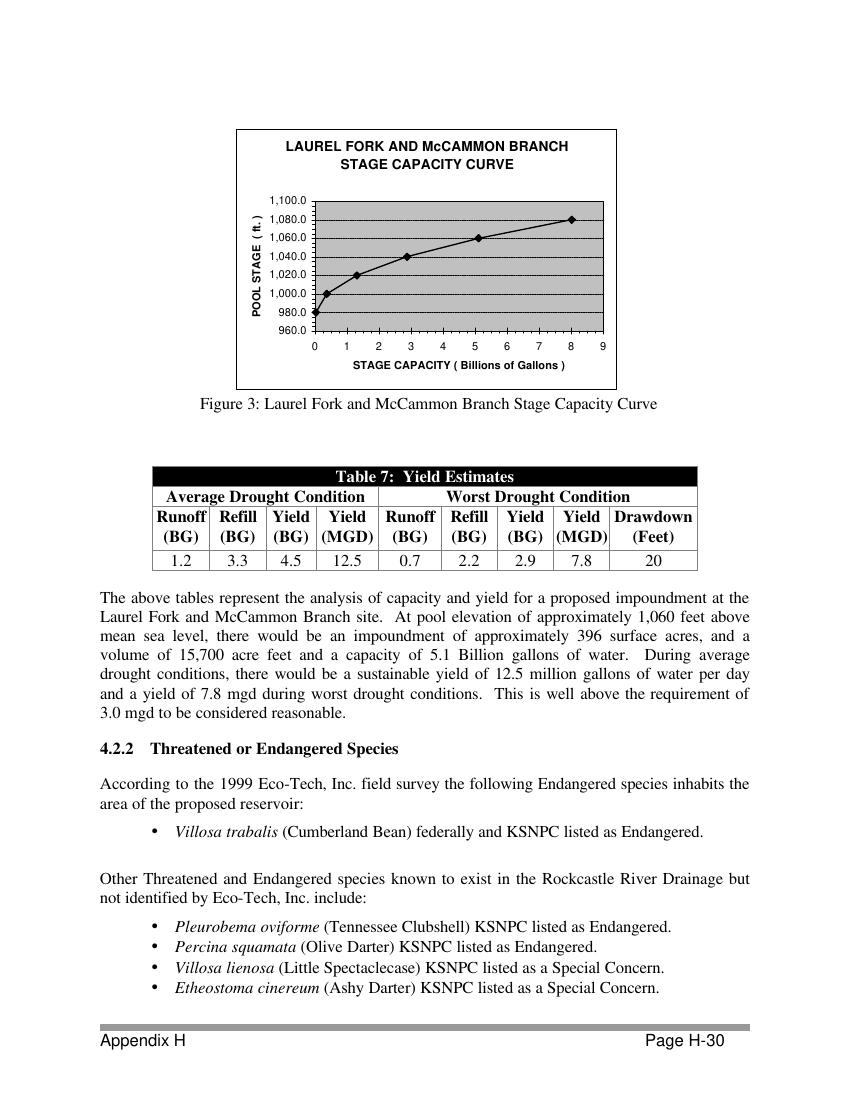 LAUREL FORK AND McCAMMON BRANCH
STAGE CAPACITY CURVE
1,100.0
1,080.0
1,060.0
1,040.0
1,020.0
1,000.0
980.0
960.0
POOL STAGE ( ft. )
0 1 2 3 4 5 6 7 8 9
STAGE CAPACITY ( Billions of Gallons )
Figure 3: Laurel Fork and McCammon Branch Stage Capacity Curve
Table 7: Yield Estimates
Average Drought Condition Worst Drought Condition
Runoff Refill Yield Yield Runoff Refill Yield Yield Drawdown
(BG) (BG) (BG) (MGD) (BG) (BG) (BG) (MGD) (Feet)
1.2 3.3 4.5 12.5 0.7 2.2 2.9 7.8 20
The above tables represent the analysis of capacity and yield for a proposed impoundment at the
Laurel Fork and McCammon Branch site. At pool elevation of approximately 1,060 feet above
mean sea level, there would be an impoundment of approximately 396 surface acres, and a
volume of 15,700 acre feet and a capacity of 5.1 Billion gallons of water. During average
drought conditions, there would be a sustainable yield of 12.5 million gallons of water per day
and a yield of 7.8 mgd during worst drought conditions. This is well above the requirement of
3.0 mgd to be considered reasonable.
4.2.2 Threatened or Endangered Species
According to the 1999 Eco-Tech, Inc. field survey the following Endangered species inhabits the
area of the proposed reservoir:
• Villosa trabalis (Cumberland Bean) federally and KSNPC listed as Endangered.
Other Threatened and Endangered species known to exist in the Rockcastle River Drainage but
not identified by Eco-Tech, Inc. include:
• Pleurobema oviforme (Tennessee Clubshell) KSNPC listed as Endangered.
• Percina squamata (Olive Darter) KSNPC listed as Endangered.
• Villosa lienosa (Little Spectaclecase) KSNPC listed as a Special Concern.
• Etheostoma cinereum (Ashy Darter) KSNPC listed as a Special Concern.
Appendix H Page H-30